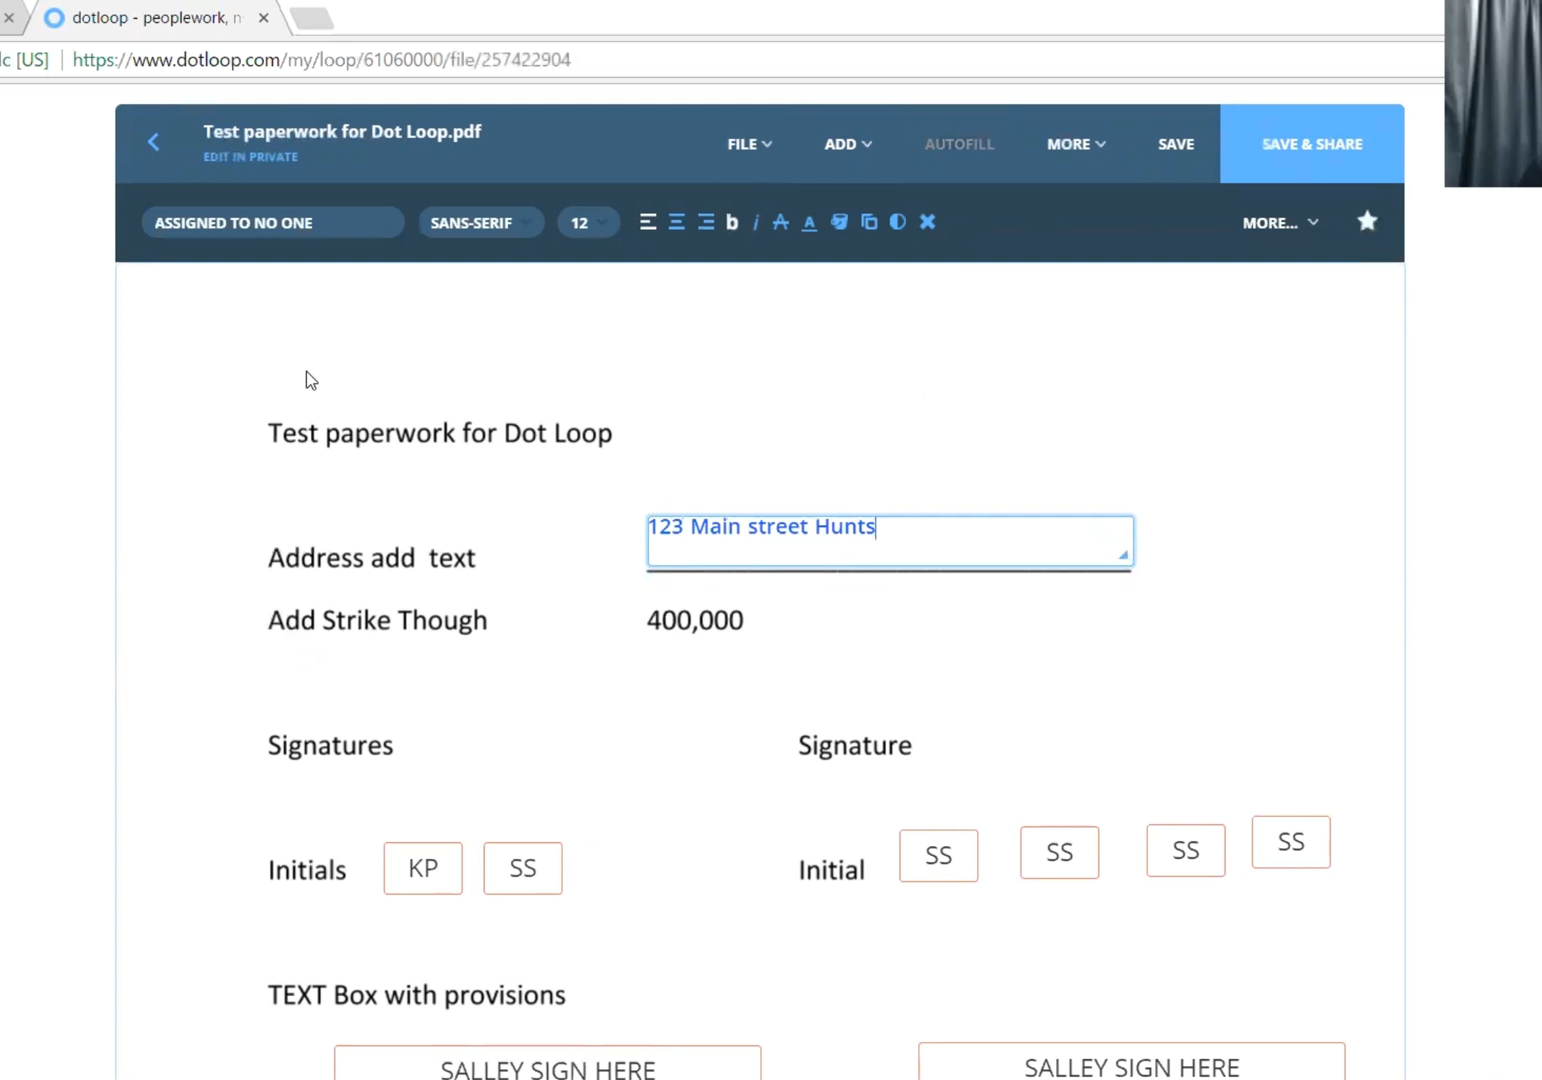 dotloop - peoplework, n
lc [US] https://www.dotloop.com/my/loop/61060000/file/257422904
Test paperwork for Dot Loop.pdf
EDIT IN PRIVATE
FILE ADD AUTOFILL MORE SAVE SAVE & SHARE
ASSIGNED TO NO ONE SANS-SERIF 12 b i A A MORE...
Test paperwork for Dot Loop
123 Main street Hunts
Address add text
Add Strike Though 400,000
Signatures Signature
Initials KP SS Initial SS SS SS SS
TEXT Box with provisions
SALLEY SIGN HERE SALLEY SIGN HERE